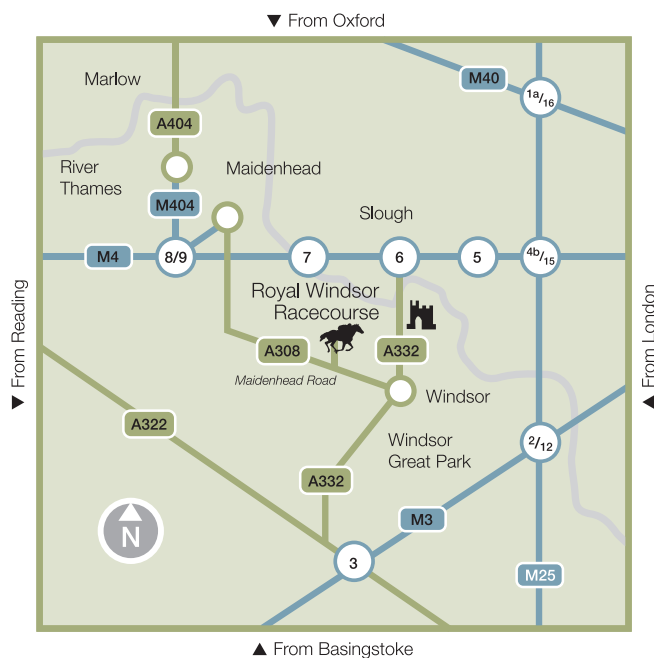 ▼ From Oxford
Marlow
M40
1a/16
A404
River
Thames
Maidenhead
M404
Slough
M4
8/9
7
6
5
4b/15
Royal Windsor
Racecourse
▼ From Reading
▲ From London
A308
A332
Maidenhead Road
Windsor
A322
Windsor
Great Park
2/12
A332
M3
N
3
M25
▲ From Basingstoke